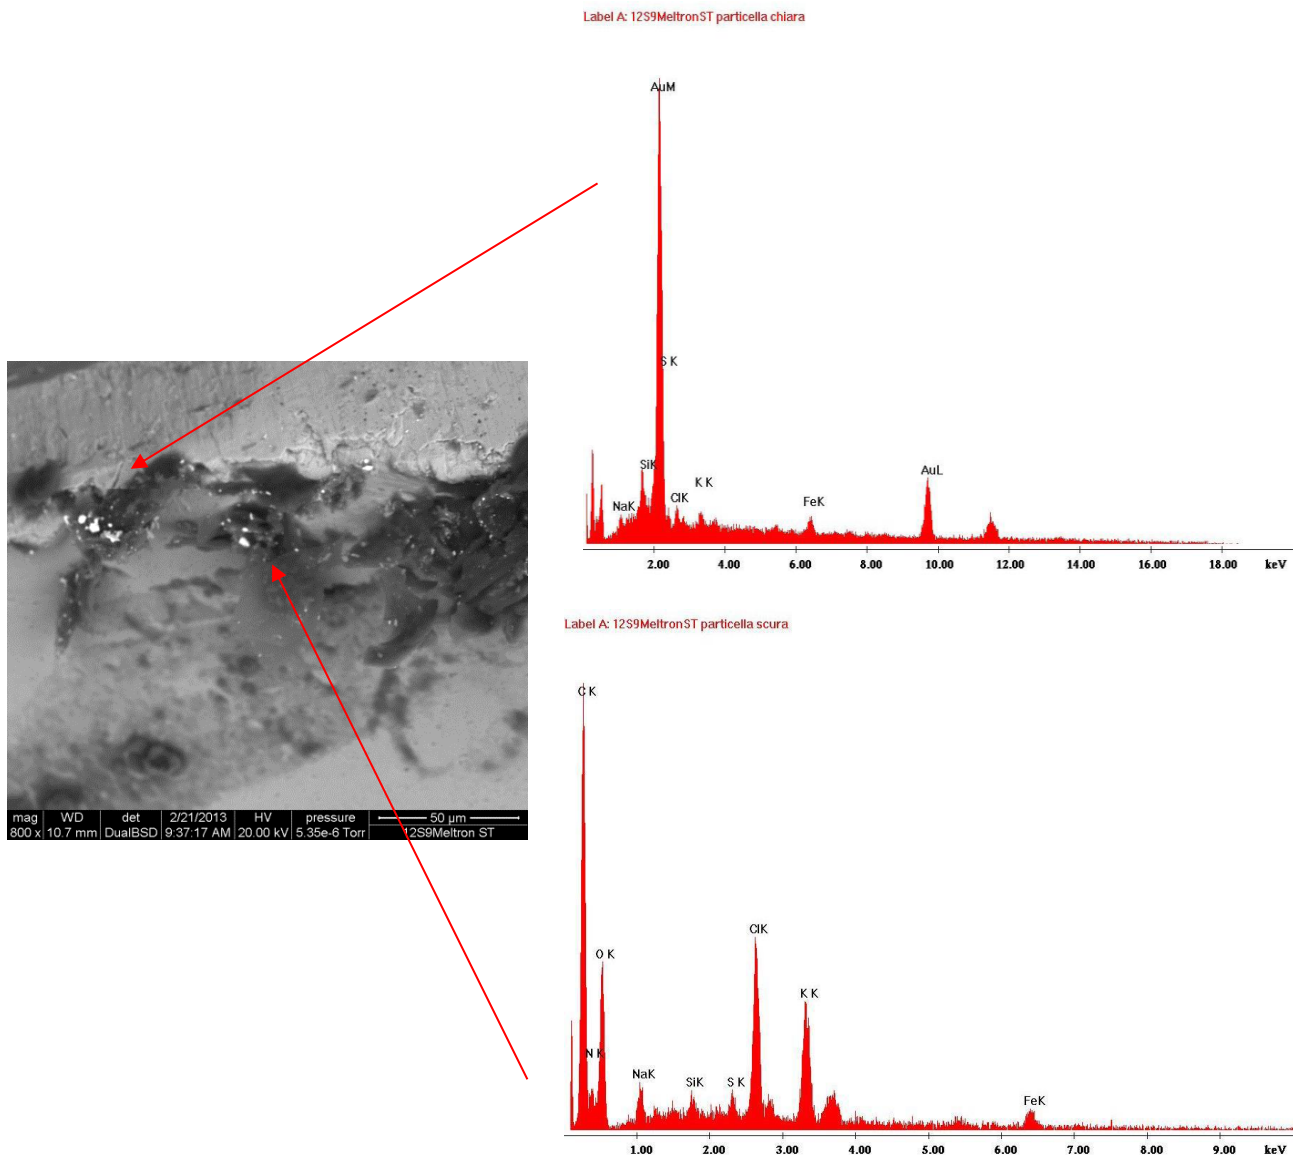 Label A: 12S9MeltronST particella chiara
AuM
S K
SiK
K K
ClK
NaK
FeK
AuL
2.00 4.00 6.00 8.00 10.00 12.00 14.00 16.00 18.00 keV
mag WD det 2/21/2013 HV pressure 50 µm
800 x 10.7 mm DualBSD 9:37:17 AM 20.00 kV 5.35e-6 Torr 12S9Meltron ST
Label A: 12S9MeltronST particella scura
C K
ClK
O K
K K
N K
NaK
SiK
S K
FeK
1.00 2.00 3.00 4.00 5.00 6.00 7.00 8.00 9.00 keV